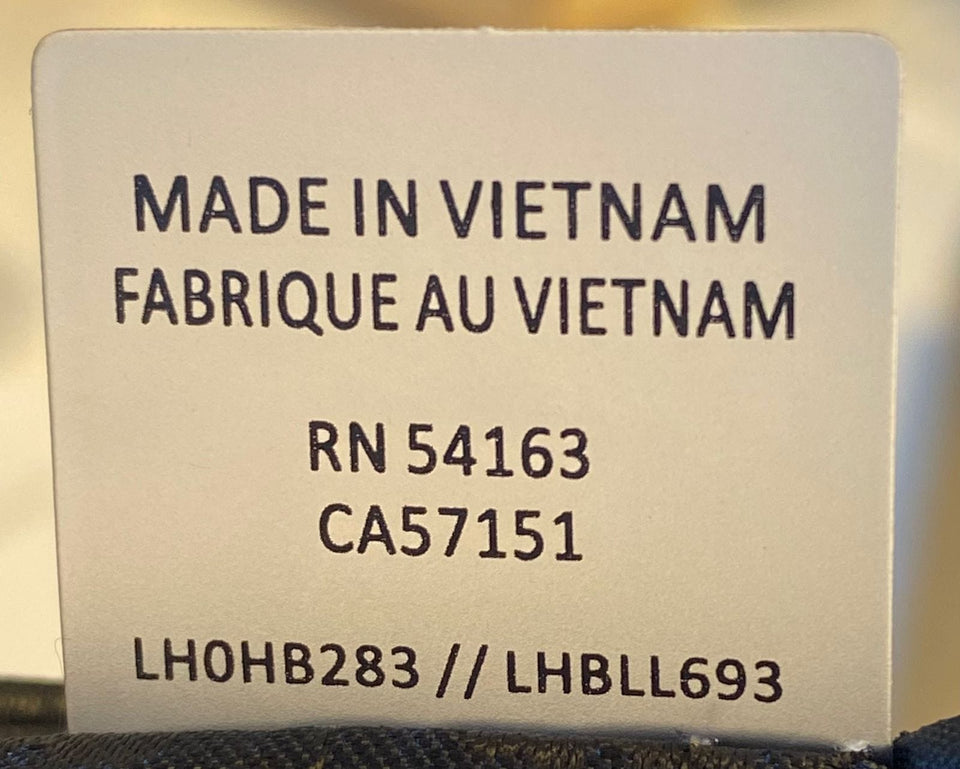 MADE IN VIETNAM
FABRIQUE AU VIETNAM
RN 54163
CA57151
LH0HB283 // LHBLL693